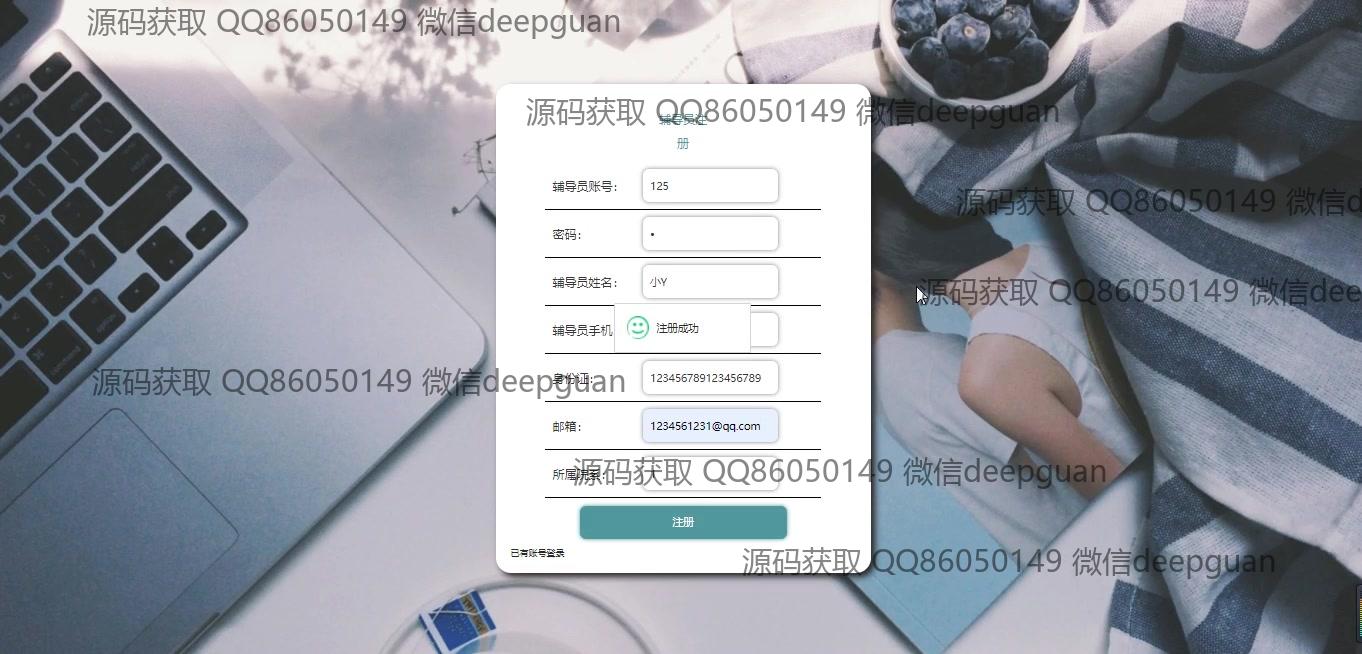 源码获取 QQ86050149 微信deepguan
源码获取 QQ86050149 微信deepguan
辅导员注
册
辅导员账号：
125
密码：
•
源码获取 QQ86050149 微信d
辅导员姓名：
小Y
源码获取 QQ86050149 微信dee
辅导员手机
注册成功
源码获取 QQ86050149 微信deepguan
身份证：
123456789123456789
邮箱：
1234561231@qq.com
源码获取 QQ86050149 微信deepguan
所属院系：
注册
已有账号登录
源码获取 QQ86050149 微信deepguan
command